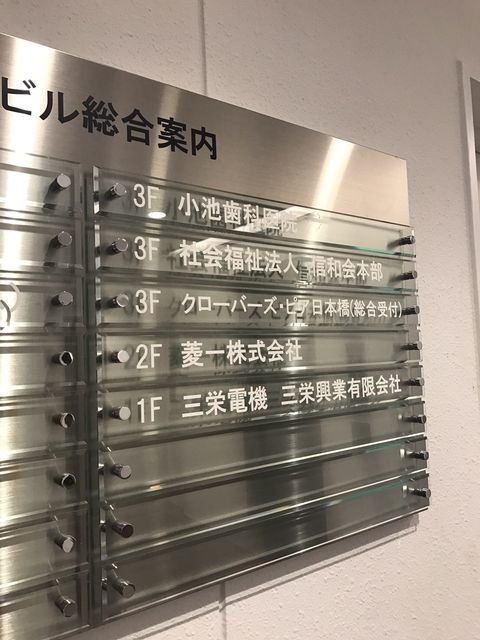 ビル総合案内
3F 小池歯科医院
3F 社会福祉法人 信和会本部
3F クローバーズ・ピア日本橋(総合受付)
2F 菱一株式会社
1F 三栄電機 三栄興業有限会社